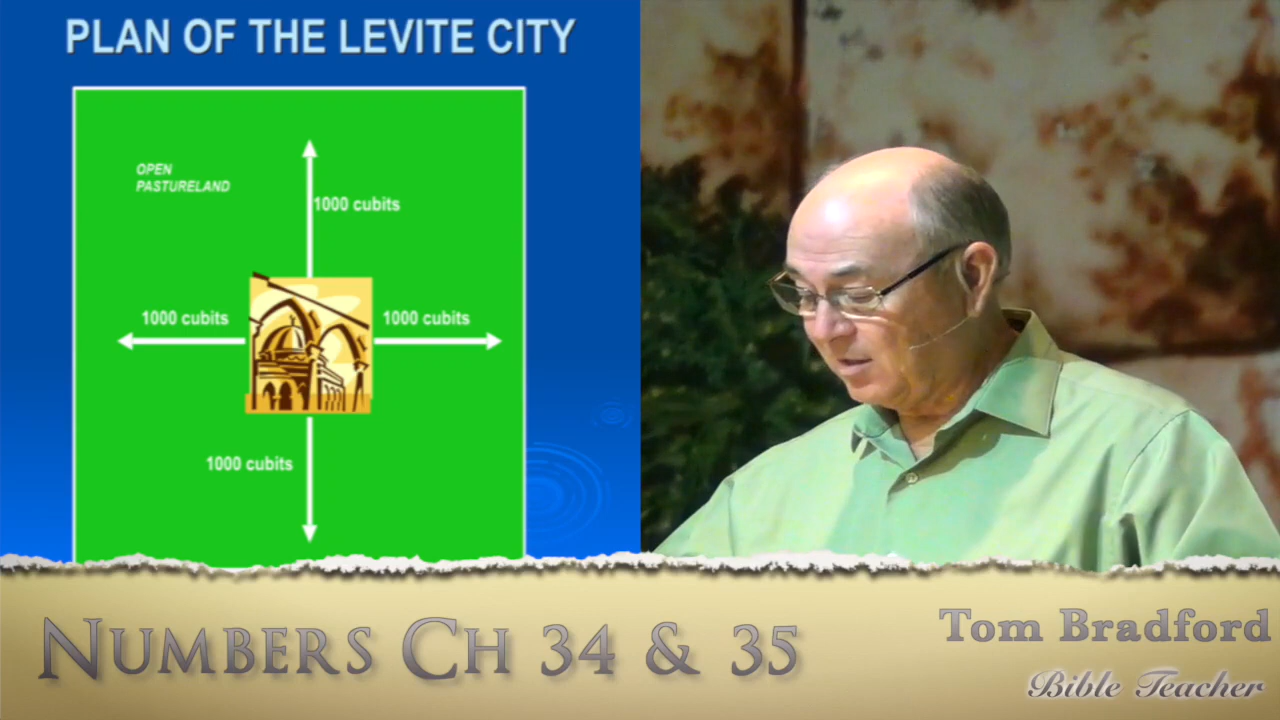 PLAN OF THE LEVITE CITY
OPEN
PASTURELAND
1000 cubits
1000 cubits
1000 cubits
1000 cubits
NUMBERS CH 34 & 35
Tom Bradford
Bible Teacher